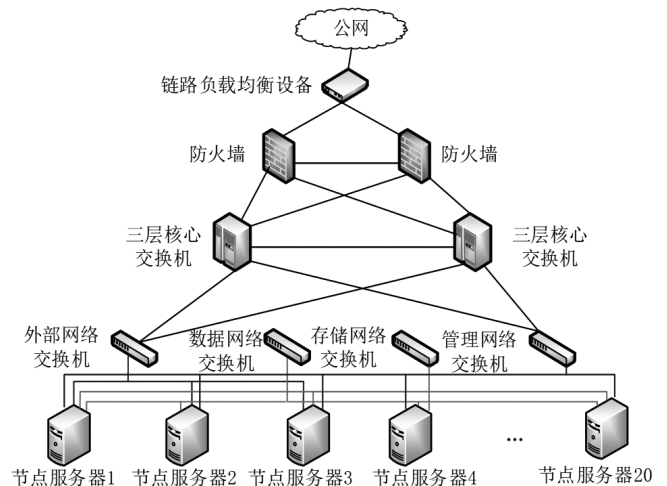 公网
链路负载均衡设备
防火墙
防火墙
三层核心
交换机
三层核心
交换机
外部网络
交换机
数据网络
交换机
存储网络
交换机
管理网络
交换机
...
节点服务器1
节点服务器2
节点服务器3
节点服务器4
节点服务器20